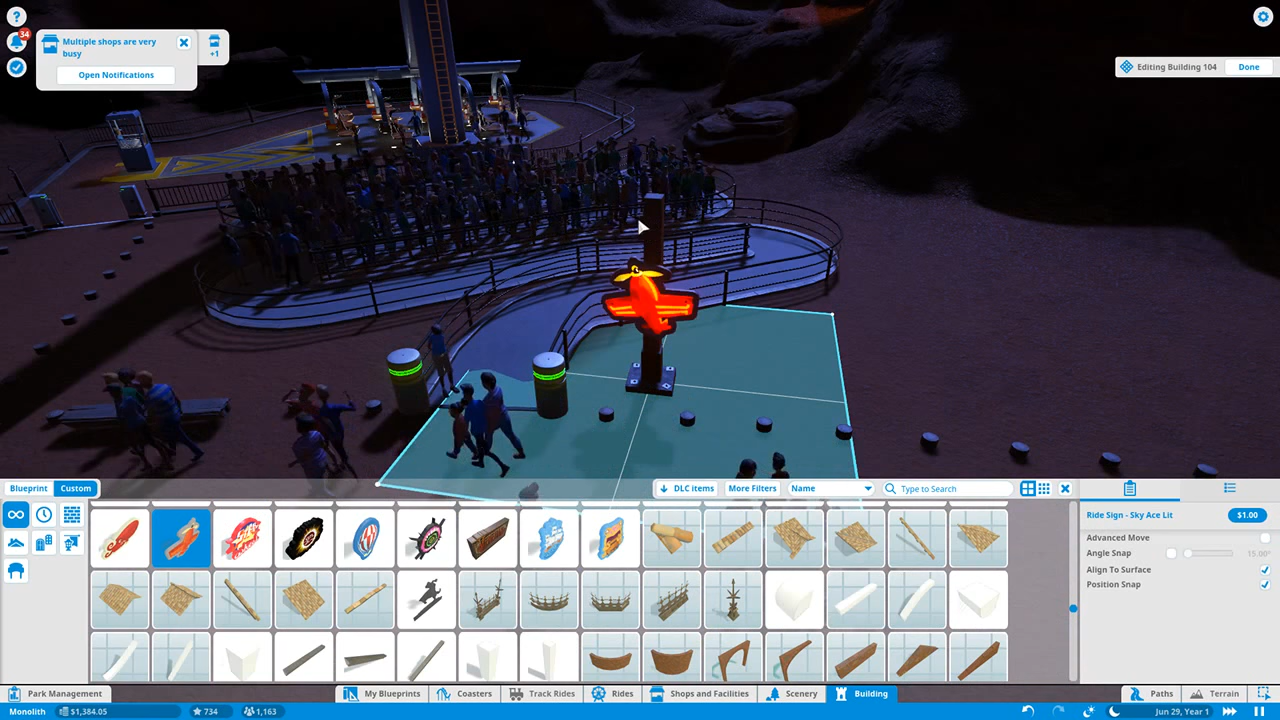 ?
34
Multiple shops are very
busy
+1
Open Notifications
Editing Building 104
Done
Blueprint
Custom
DLC items
More Filters
Name
Type to Search
Ride Sign - Sky Ace Lit
$1.00
Advanced Move
Angle Snap
15.00°
Align To Surface
Position Snap
Park Management
My Blueprints
Coasters
Track Rides
Rides
Shops and Facilities
Scenery
Building
Paths
Terrain
Monolith
$1,384.05
734
1,163
Jun 29, Year 1